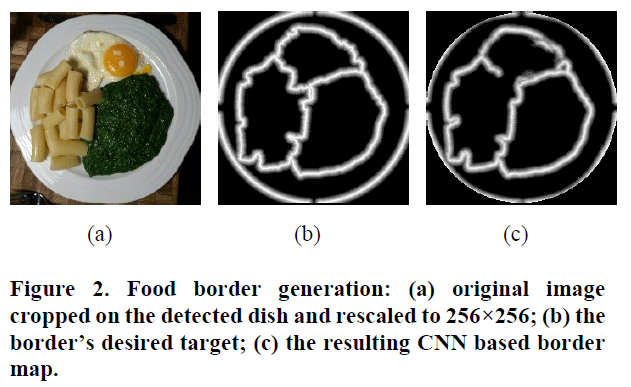 (a) (b) (c)
Figure 2. Food border generation: (a) original image
cropped on the detected dish and rescaled to 256×256; (b) the
border’s desired target; (c) the resulting CNN based border
map.